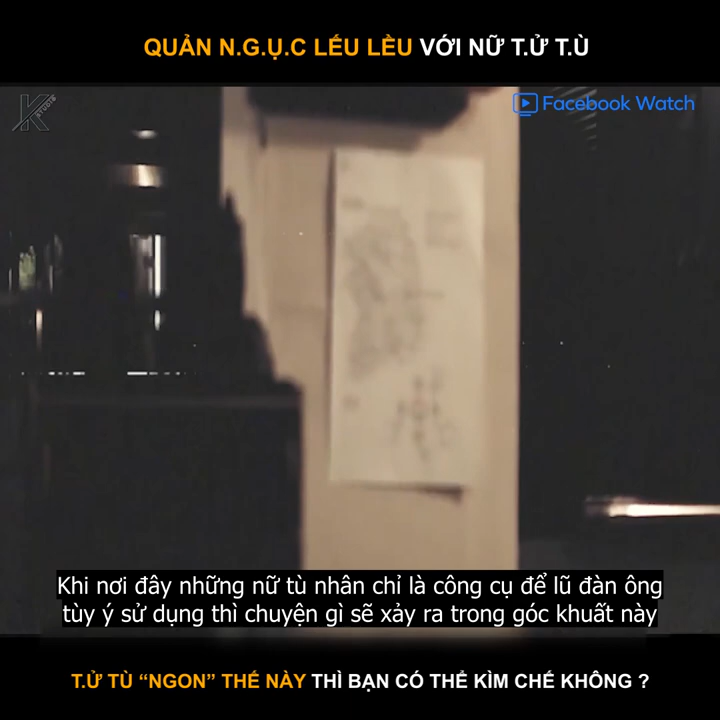 QUẢN N.G.Ụ.C LẾU LỀU VỚI NỮ T.Ử T.Ù
K STUDIO
Facebook Watch
Khi nơi đây những nữ tù nhân chỉ là công cụ để lũ đàn ông
tùy ý sử dụng thì chuyện gì sẽ xảy ra trong góc khuất này
T.Ử TÙ “NGON” THẾ NÀY THÌ BẠN CÓ THỂ KÌM CHẾ KHÔNG ?